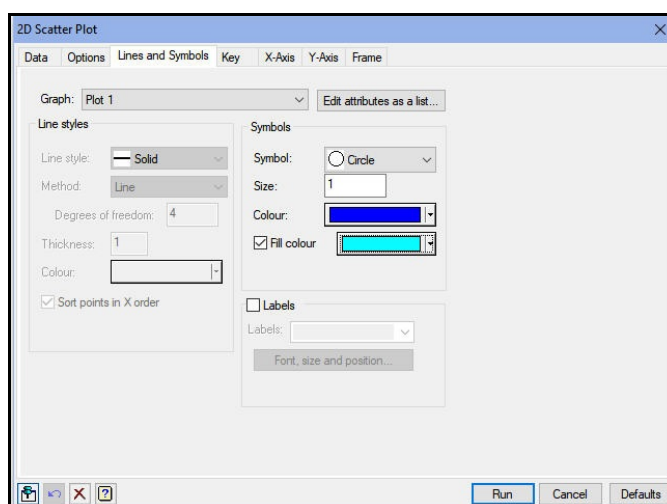 2D Scatter Plot
Data Options Lines and Symbols Key X-Axis Y-Axis Frame
Graph: Plot 1 Edit attributes as a list...
Line styles
Line style: Solid
Method: Line
Degrees of freedom: 4
Thickness: 1
Colour:
Sort points in X order
Symbols
Symbol: Circle
Size: 1
Colour:
Fill colour
Labels
Labels:
Font, size and position...
Run Cancel Defaults